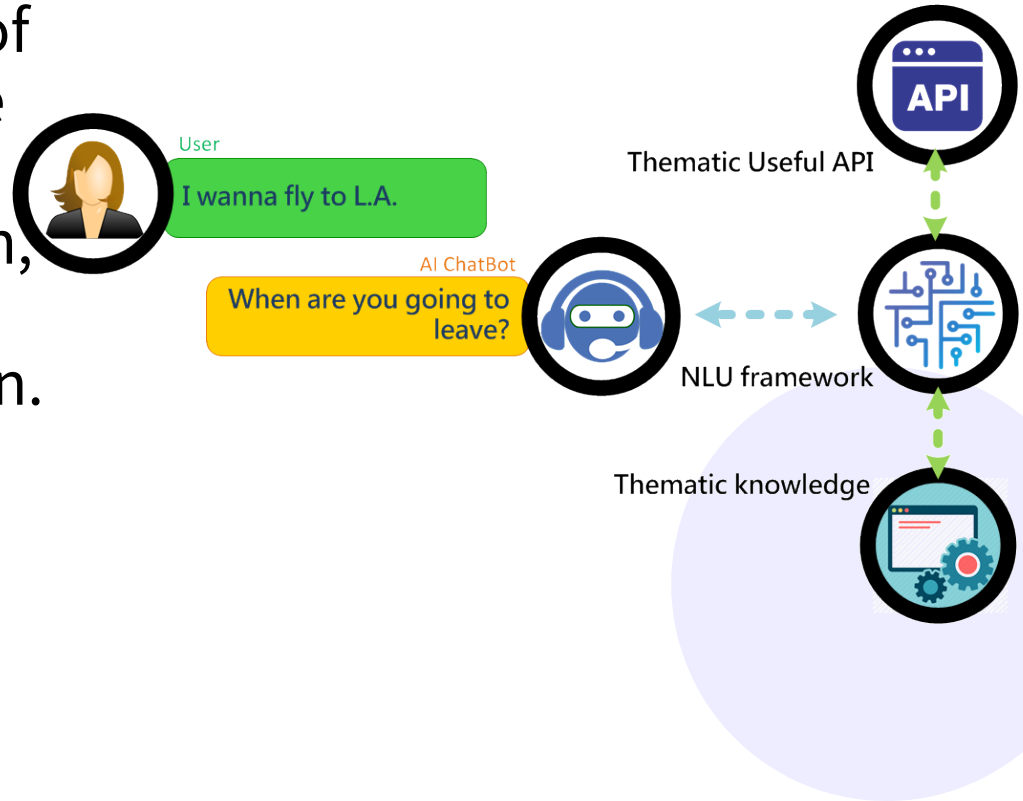 of
User
I wanna fly to L.A.
AI ChatBot
When are you going to
leave?
API
Thematic Useful API
NLU framework
Thematic knowledge